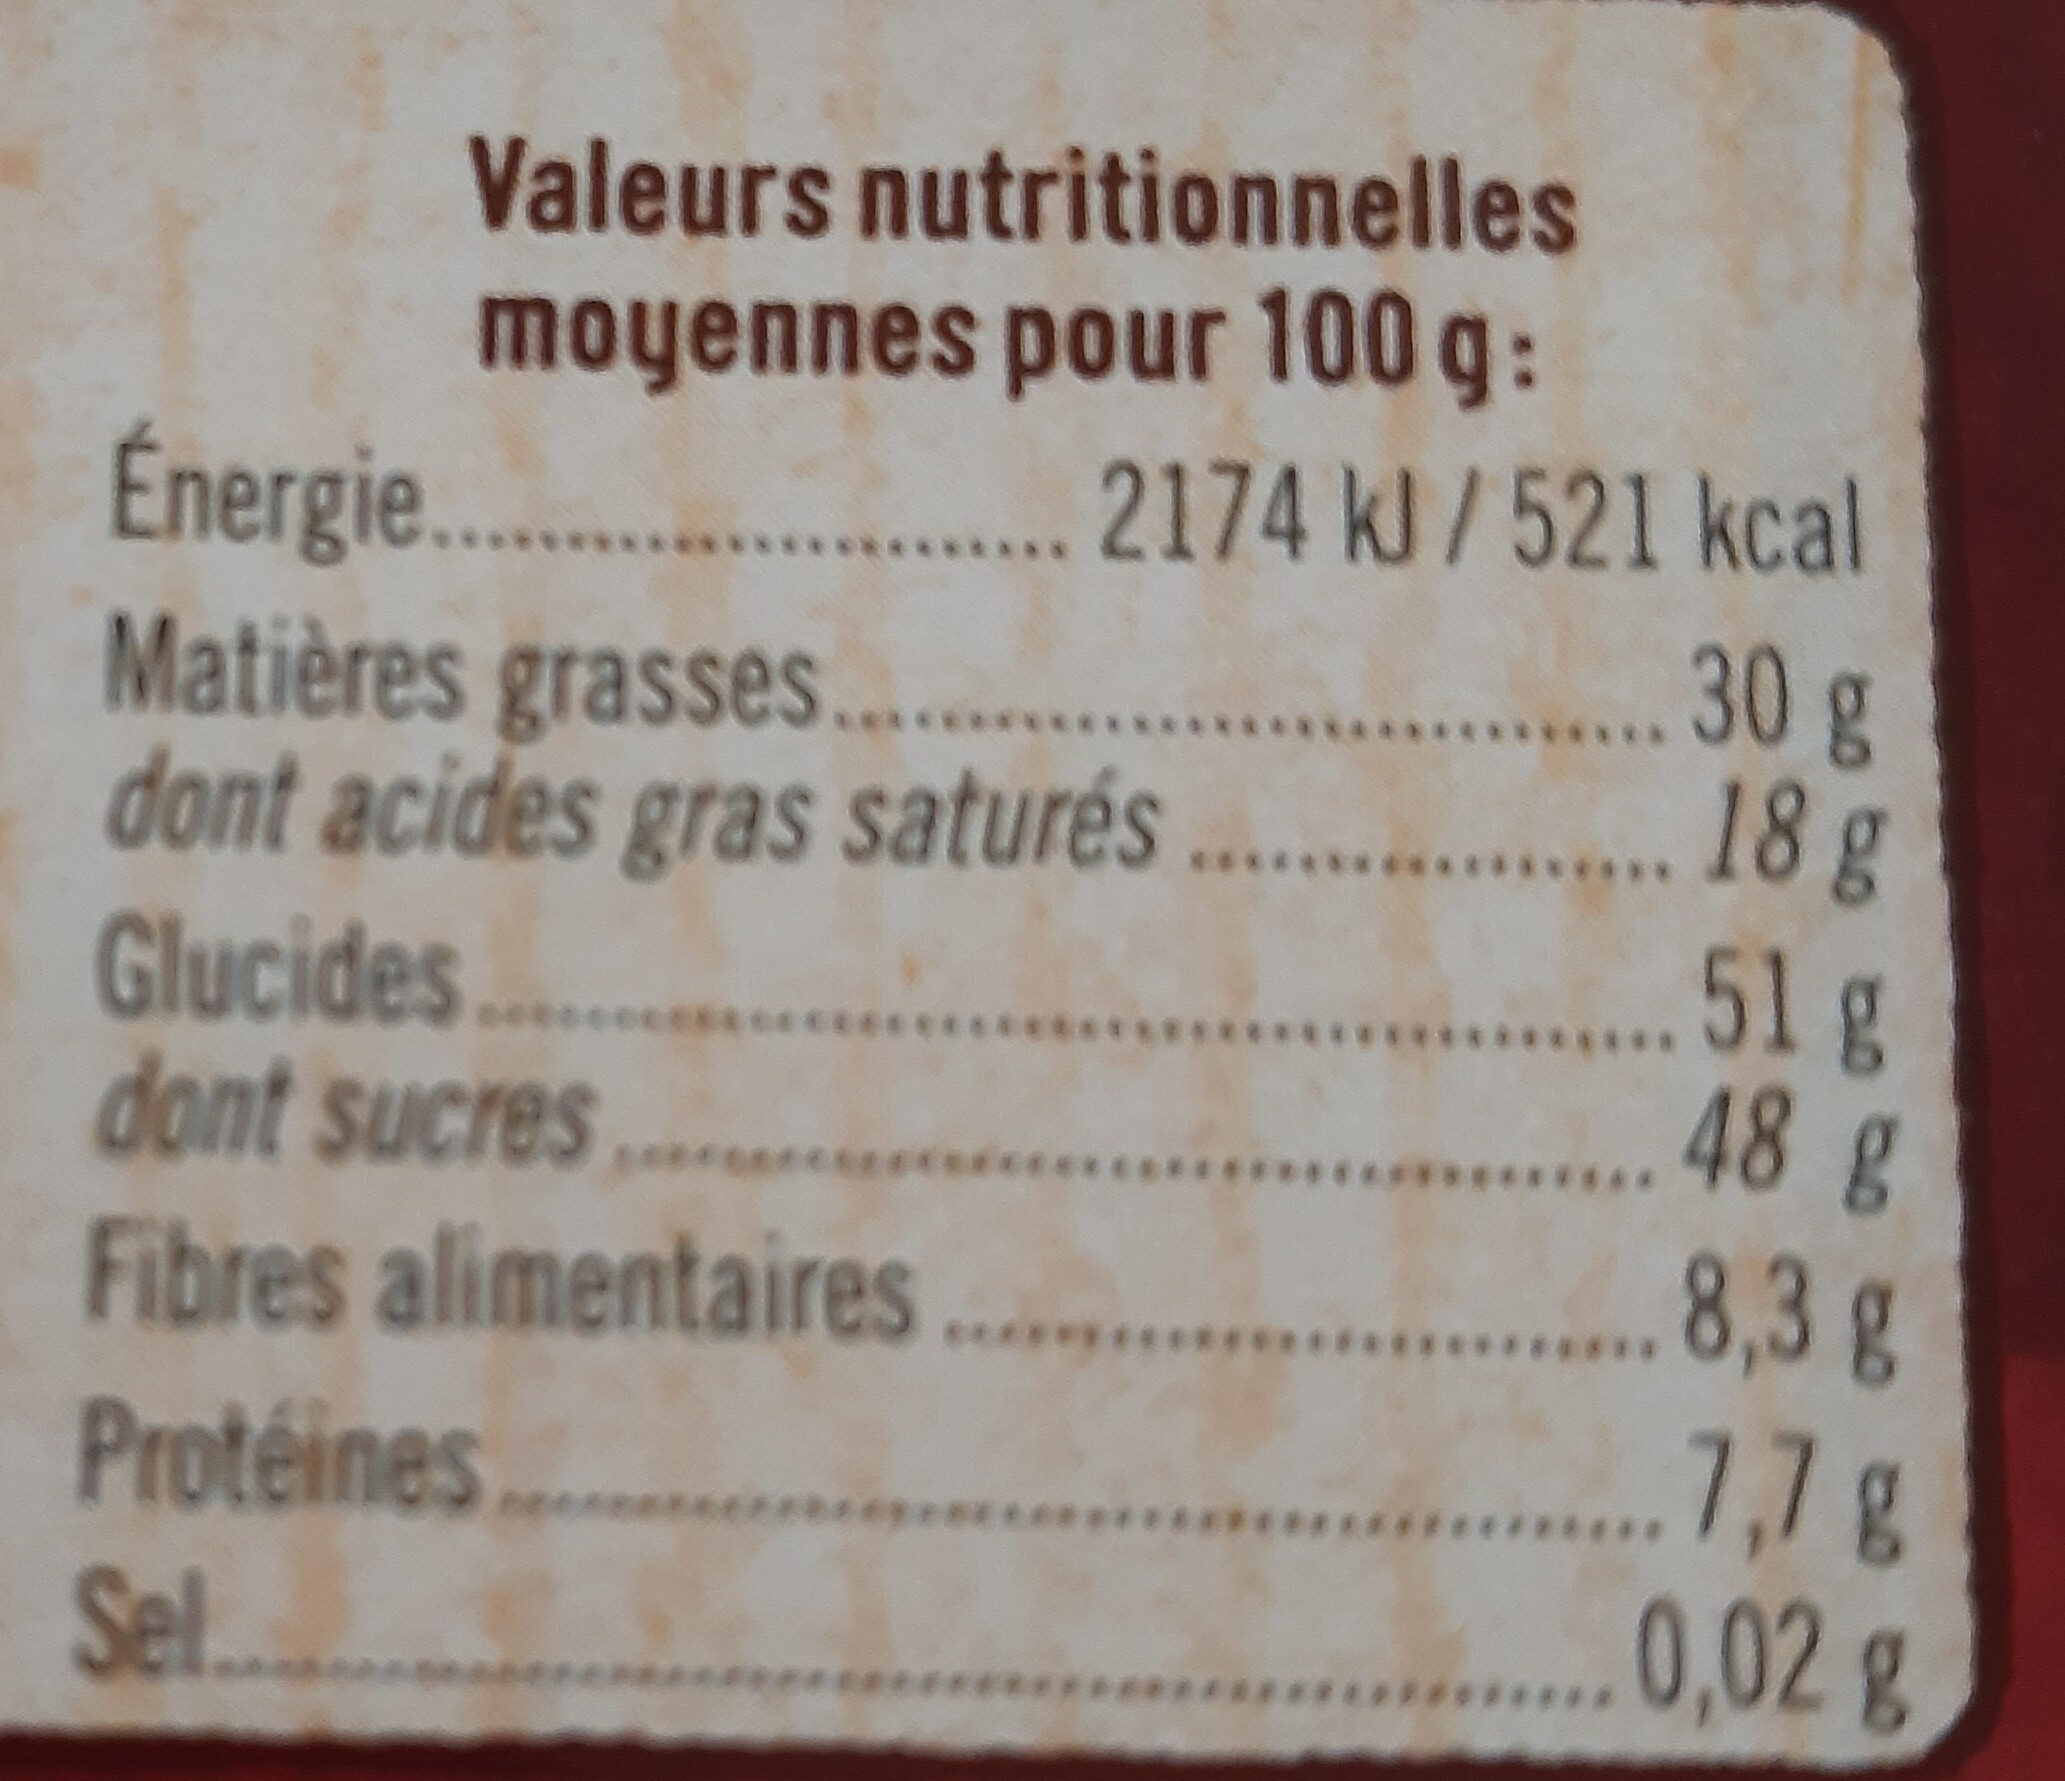 Valeurs nutritionnelles
moyennes pour 100 g :
Énergie........................ 2174 kJ / 521 kcal
Matières grasses............................... 30 g
dont acides gras saturés .................. 18 g
Glucides............................................. 51 g
dont sucres ....................................... 48 g
Fibres alimentaires ........................... 8,3 g
Protéines........................................... 7,7 g
Sel.................................................... 0,02 g